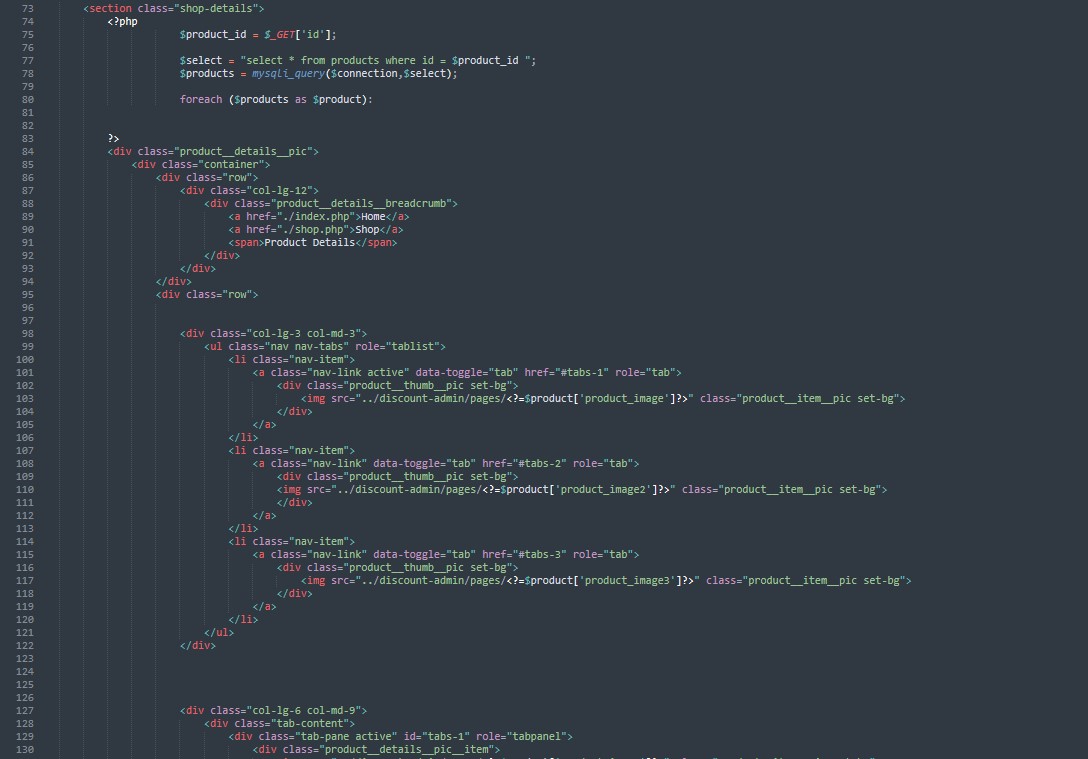 73 <section class="shop-details">
74 <?php
75 $product_id = $_GET['id'];
76
77 $select = "select * from products where id = $product_id ";
78 $products = mysqli_query($connection,$select);
79
80 foreach ($products as $product):
81
82
83 ?>
84 <div class="product__details__pic">
85 <div class="container">
86 <div class="row">
87 <div class="col-lg-12">
88 <div class="product__details__breadcrumb">
89 <a href="./index.php">Home</a>
90 <a href="./shop.php">Shop</a>
91 <span>Product Details</span>
92 </div>
93 </div>
94 </div>
95 <div class="row">
96
97
98 <div class="col-lg-3 col-md-3">
99 <ul class="nav nav-tabs" role="tablist">
100 <li class="nav-item">
101 <a class="nav-link active" data-toggle="tab" href="#tabs-1" role="tab">
102 <div class="product__thumb__pic set-bg">
103 <img src="../discount-admin/pages/<?=$product['product_image']?>" class="product__item__pic set-bg">
104 </div>
105 </a>
106 </li>
107 <li class="nav-item">
108 <a class="nav-link" data-toggle="tab" href="#tabs-2" role="tab">
109 <div class="product__thumb__pic set-bg">
110 <img src="../discount-admin/pages/<?=$product['product_image2']?>" class="product__item__pic set-bg">
111 </div>
112 </a>
113 </li>
114 <li class="nav-item">
115 <a class="nav-link" data-toggle="tab" href="#tabs-3" role="tab">
116 <div class="product__thumb__pic set-bg">
117 <img src="../discount-admin/pages/<?=$product['product_image3']?>" class="product__item__pic set-bg">
118 </div>
119 </a>
120 </li>
121 </ul>
122 </div>
123
124
125
126
127 <div class="col-lg-6 col-md-9">
128 <div class="tab-content">
129 <div class="tab-pane active" id="tabs-1" role="tabpanel">
130 <div class="product__details__pic__item">